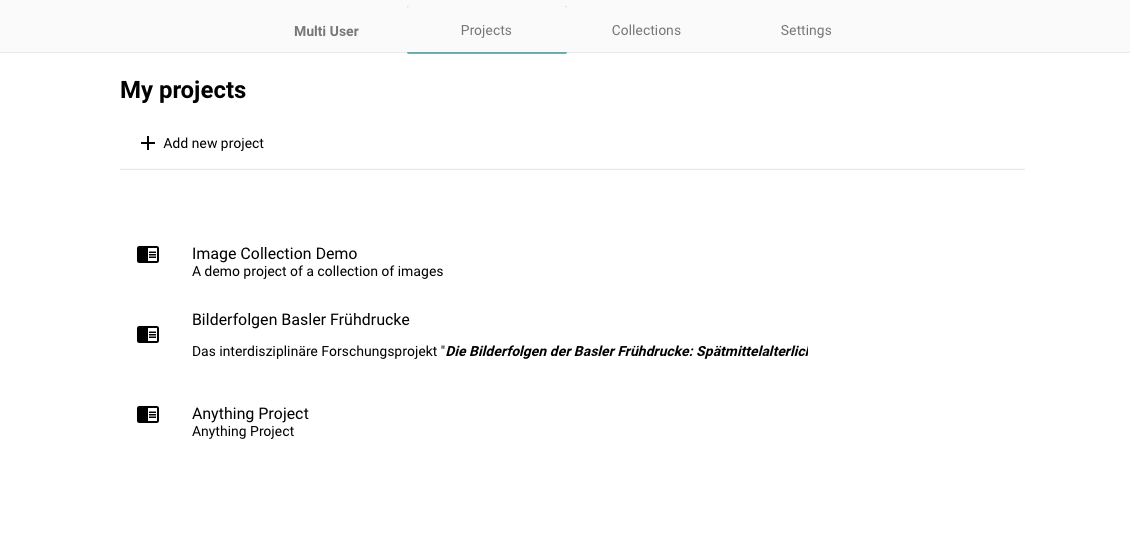 Multi User Projects Collections Settings
My projects
Add new project
Image Collection Demo
A demo project of a collection of images
Bilderfolgen Basler Frühdrucke
Das interdisziplinäre Forschungsprojekt "Die Bilderfolgen der Basler Frühdrucke: Spätmittelalterlic
Anything Project
Anything Project